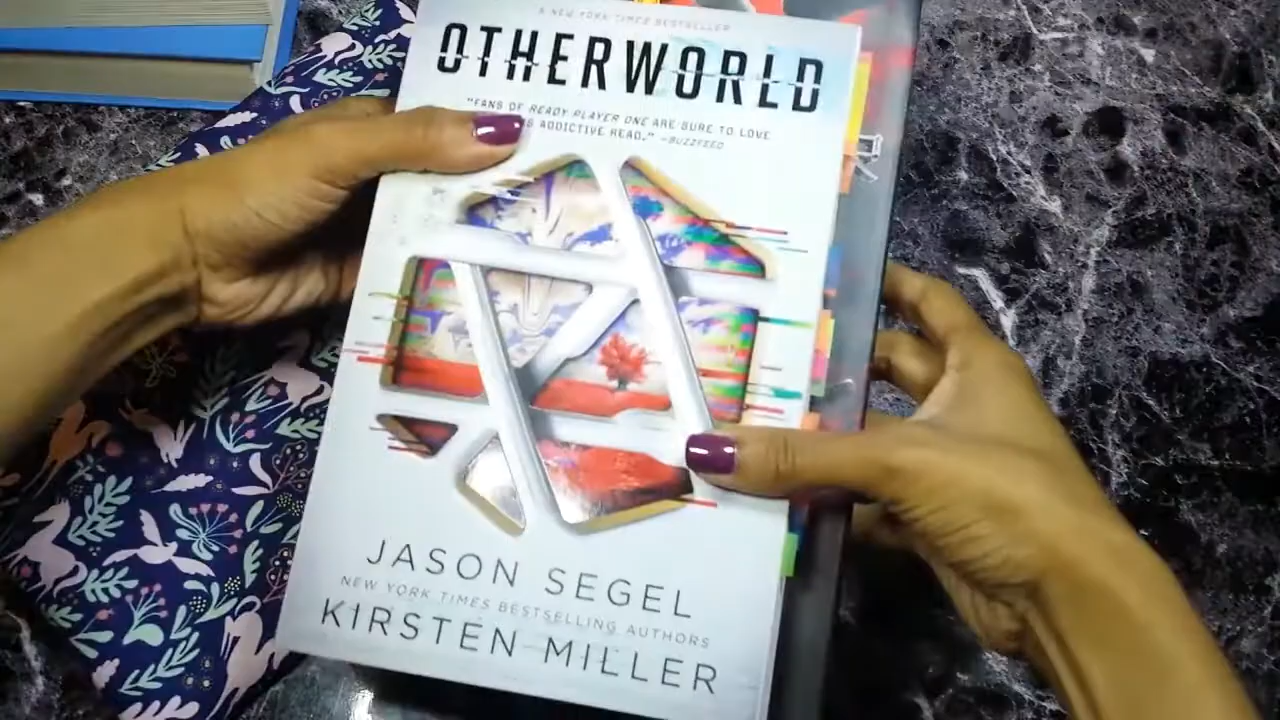 A NEW YORK TIMES BESTSELLER
OTHERWORLD
"FANS OF READY PLAYER ONE ARE SURE TO LOVE
ADDICTIVE READ." —BUZZFEED
JASON SEGEL
NEW YORK TIMES BESTSELLING AUTHORS
KIRSTEN MILLER